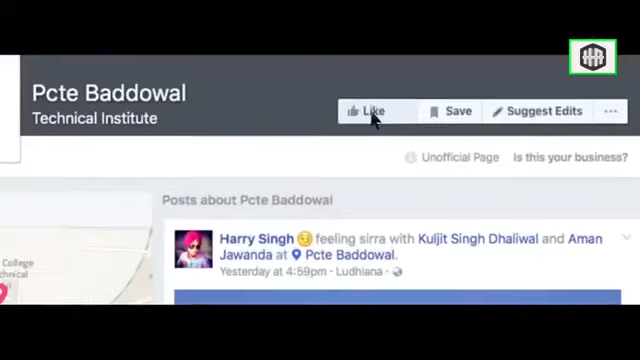 Pcte Baddowal
Technical Institute
Like Save Suggest Edits ...
Unofficial Page Is this your business?
Posts about Pcte Baddowal
Harry Singh feeling sirra with Kuljit Singh Dhaliwal and Aman
Jawanda at Pcte Baddowal.
Yesterday at 4:59pm · Ludhiana ·
College